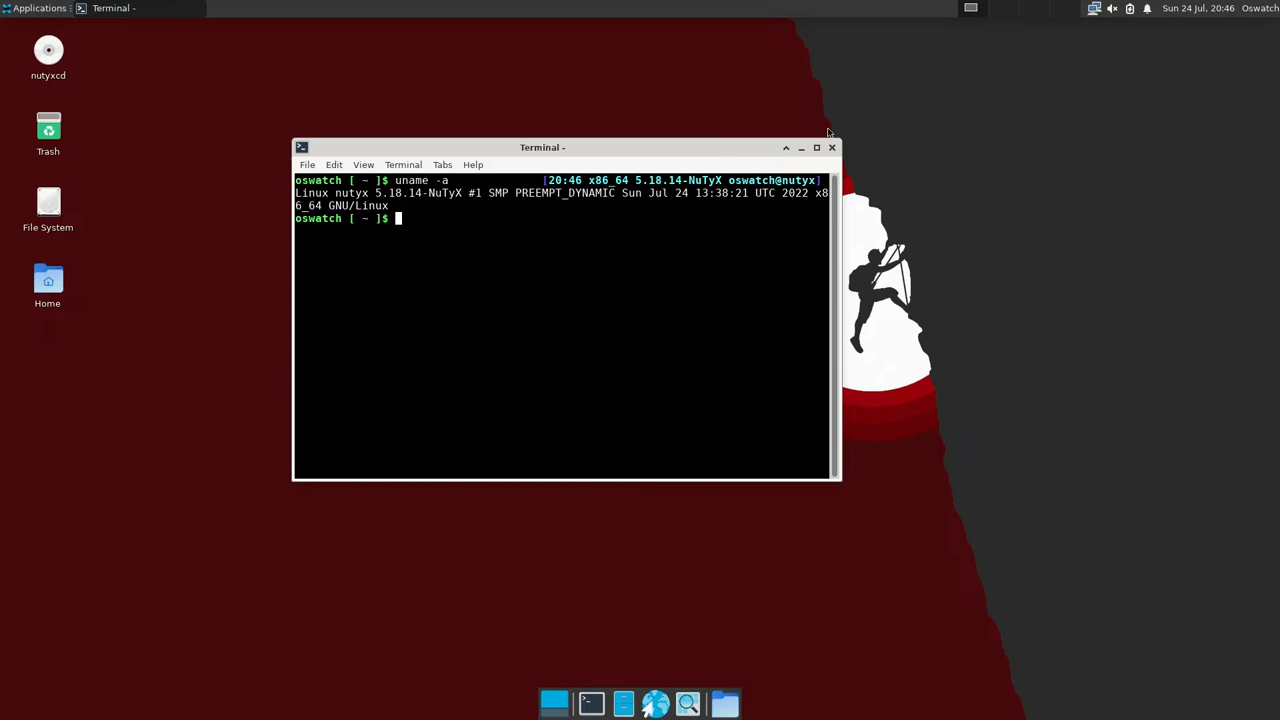 Applications
Terminal -
Sun 24 Jul, 20:46
Oswatch
nutyxcd
Trash
File System
Home
Terminal -
File Edit View Terminal Tabs Help
oswatch [ ~ ]$ uname -a [20:46 x86_64 5.18.14-NuTyX oswatch@nutyx]
Linux nutyx 5.18.14-NuTyX #1 SMP PREEMPT_DYNAMIC Sun Jul 24 13:38:21 UTC 2022 x8
6_64 GNU/Linux
oswatch [ ~ ]$